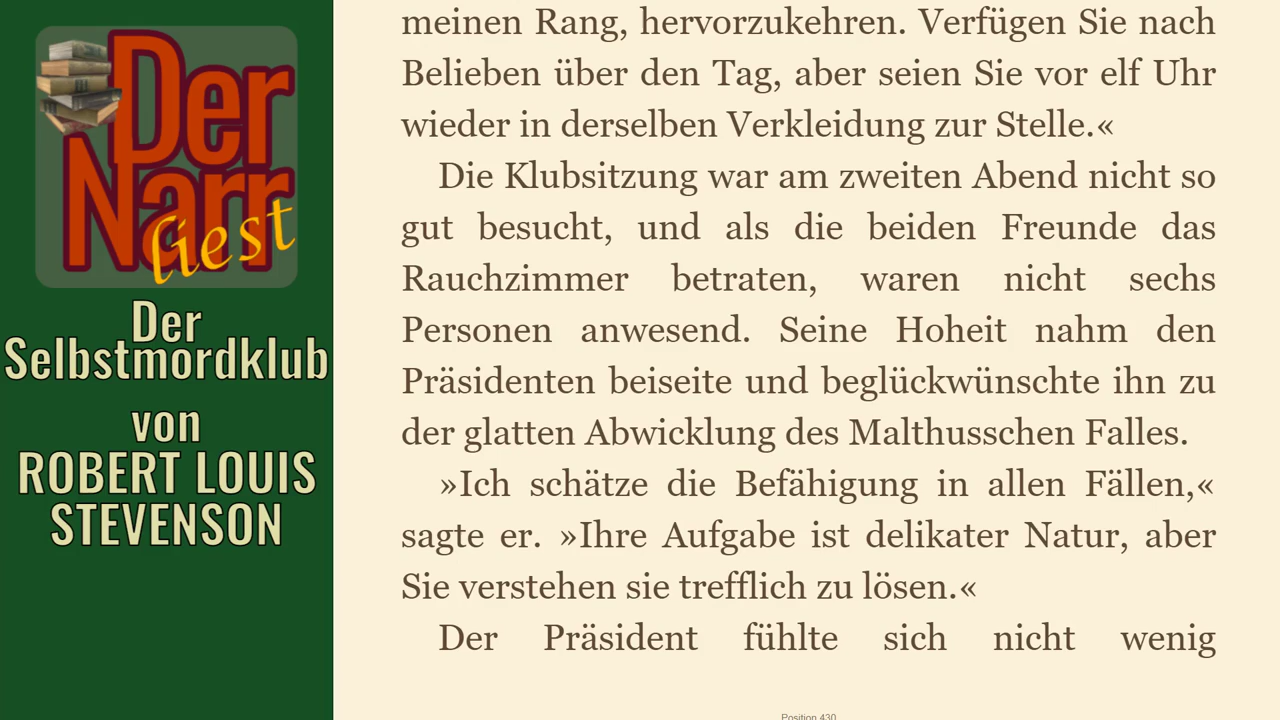 Der
Narr
liest
Der
Selbstmordklub
von
ROBERT LOUIS
STEVENSON
meinen Rang, hervorzukehren. Verfügen Sie nach
Belieben über den Tag, aber seien Sie vor elf Uhr
wieder in derselben Verkleidung zur Stelle.«
Die Klubsitzung war am zweiten Abend nicht so
gut besucht, und als die beiden Freunde das
Rauchzimmer betraten, waren nicht sechs
Personen anwesend. Seine Hoheit nahm den
Präsidenten beiseite und beglückwünschte ihn zu
der glatten Abwicklung des Malthusschen Falles.
»Ich schätze die Befähigung in allen Fällen,«
sagte er. »Ihre Aufgabe ist delikater Natur, aber
Sie verstehen sie trefflich zu lösen.«
Der Präsident fühlte sich nicht wenig
Position 430